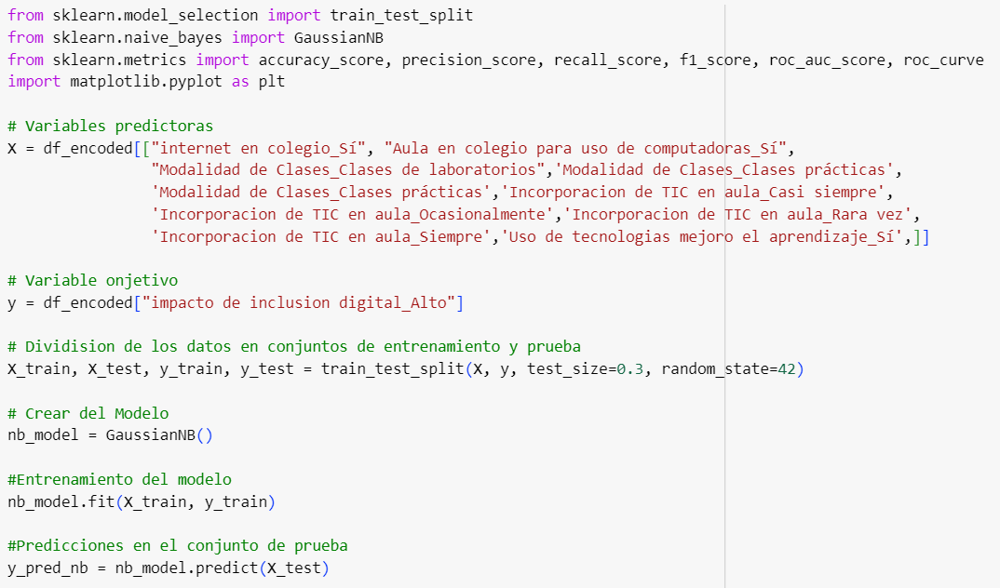 from sklearn.model_selection import train_test_split
from sklearn.naive_bayes import GaussianNB
from sklearn.metrics import accuracy_score, precision_score, recall_score, f1_score, roc_auc_score, roc_curve
import matplotlib.pyplot as plt
# Variables predictoras
X = df_encoded[["internet en colegio_Sí", "Aula en colegio para uso de computadoras_Sí",
"Modalidad de Clases_Clases de laboratorios",'Modalidad de Clases_Clases prácticas',
'Modalidad de Clases_Clases prácticas','Incorporacion de TIC en aula_Casi siempre',
'Incorporacion de TIC en aula_Ocasionalmente','Incorporacion de TIC en aula_Rara vez',
'Incorporacion de TIC en aula_Siempre','Uso de tecnologias mejoro el aprendizaje_Sí',]]
# Variable onjetivo
y = df_encoded["impacto de inclusion digital_Alto"]
# Dividision de los datos en conjuntos de entrenamiento y prueba
X_train, X_test, y_train, y_test = train_test_split(X, y, test_size=0.3, random_state=42)
# Crear del Modelo
nb_model = GaussianNB()
#Entrenamiento del modelo
nb_model.fit(X_train, y_train)
#Predicciones en el conjunto de prueba
y_pred_nb = nb_model.predict(X_test)